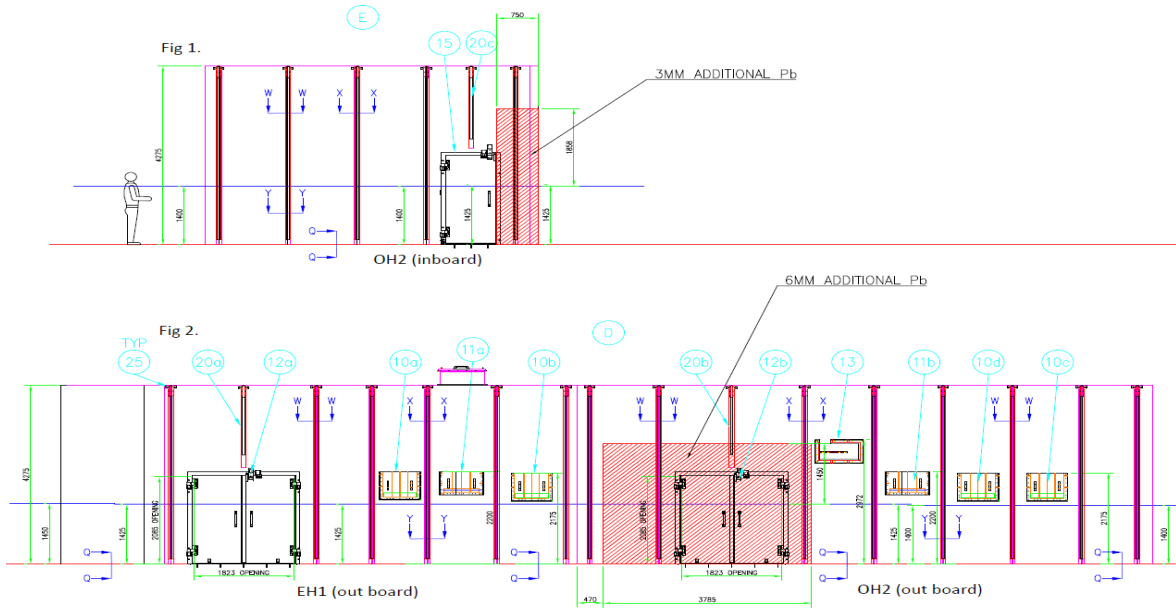 E
750
Fig 1.
15
20c
3MM ADDITIONAL Pb
W W
X X
4275
1858
Y Y
1400
1400
1425
1425
Q
Q
OH2 (inboard)
6MM ADDITIONAL Pb
Fig 2.
D
TYP
25
20a
12a
10a
11a
10b
20b
12b
13
11b
10d
10c
W W
X X
W W
X X
W W
4275
1450
1425
2085 OPENING
1425
2200
2175
2085 OPENING
1450
2972
1425
1400
2200
2175
1400
Y Y
Y Y
Q
Q
Q
Q
Q
Q
1823 OPENING
EH1 (out board)
1823 OPENING
OH2 (out board)
470
3785